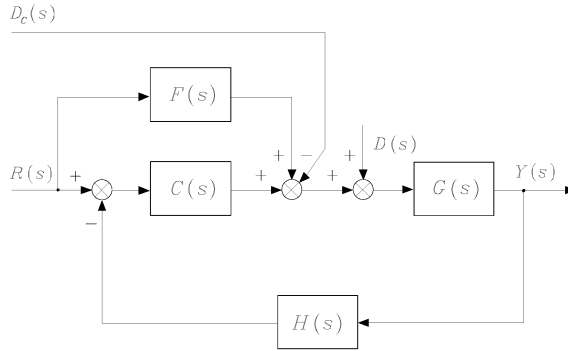 D_c(s)
F(s)
+ −
+ D(s)
R(s) + C(s) + + G(s) Y(s)
−
H(s)